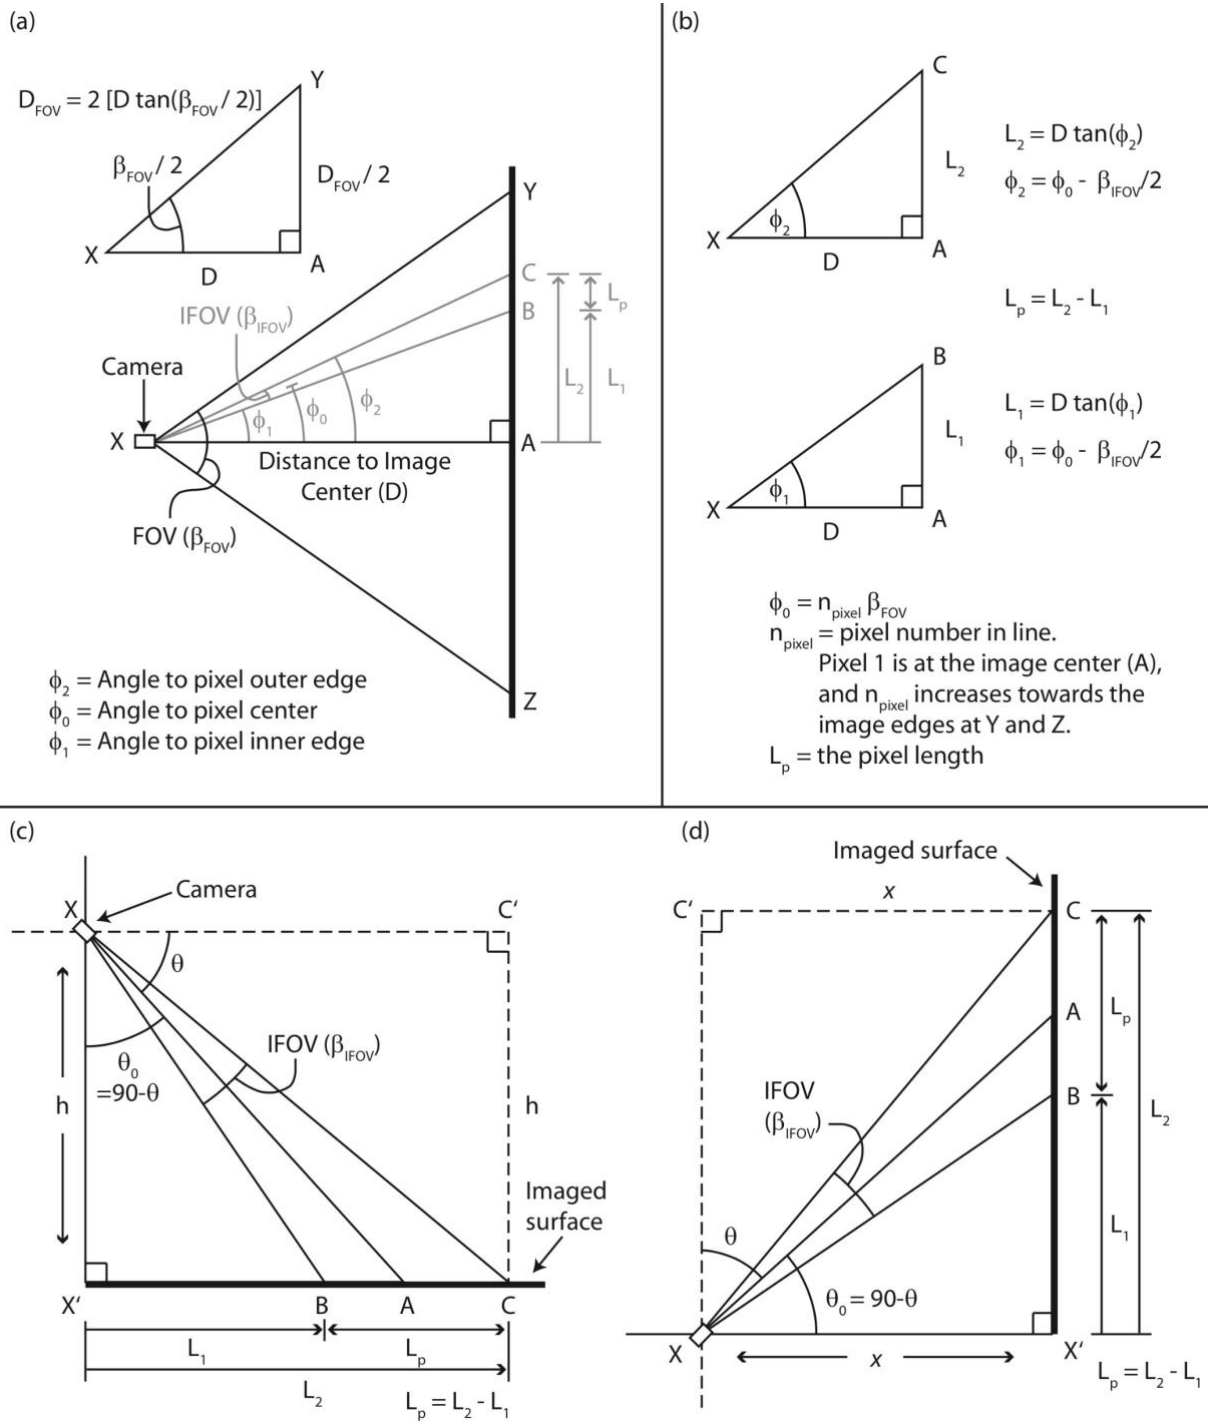 (a)
D_FOV = 2 [D tan(β_FOV / 2)]
Y
β_FOV / 2
D_FOV / 2
X
D
A
Y
C
B
L_p
IFOV (β_IFOV)
Camera
L_2
L_1
ϕ_1
ϕ_0
ϕ_2
X
A
Distance to Image
Center (D)
FOV (β_FOV)
Z
ϕ_2 = Angle to pixel outer edge
ϕ_0 = Angle to pixel center
ϕ_1 = Angle to pixel inner edge
(b)
C
L_2 = D tan(ϕ_2)
L_2
ϕ_2 = ϕ_0 - β_IFOV/2
ϕ_2
X
D
A
L_p = L_2 - L_1
B
L_1 = D tan(ϕ_1)
L_1
ϕ_1 = ϕ_0 - β_IFOV/2
ϕ_1
X
D
A
ϕ_0 = n_pixel β_FOV
n_pixel = pixel number in line.
Pixel 1 is at the image center (A),
and n_pixel increases towards the
image edges at Y and Z.
L_p = the pixel length
(c)
Camera
X
C'
θ
IFOV (β_IFOV)
θ_0
=90-θ
h
h
Imaged
surface
X'
B
A
C
L_1
L_p
L_2
L_p = L_2 - L_1
(d)
Imaged surface
x
C'
C
A
L_p
IFOV
(β_IFOV)
B
L_2
L_1
θ
θ_0 = 90-θ
X
x
X'
L_p = L_2 - L_1